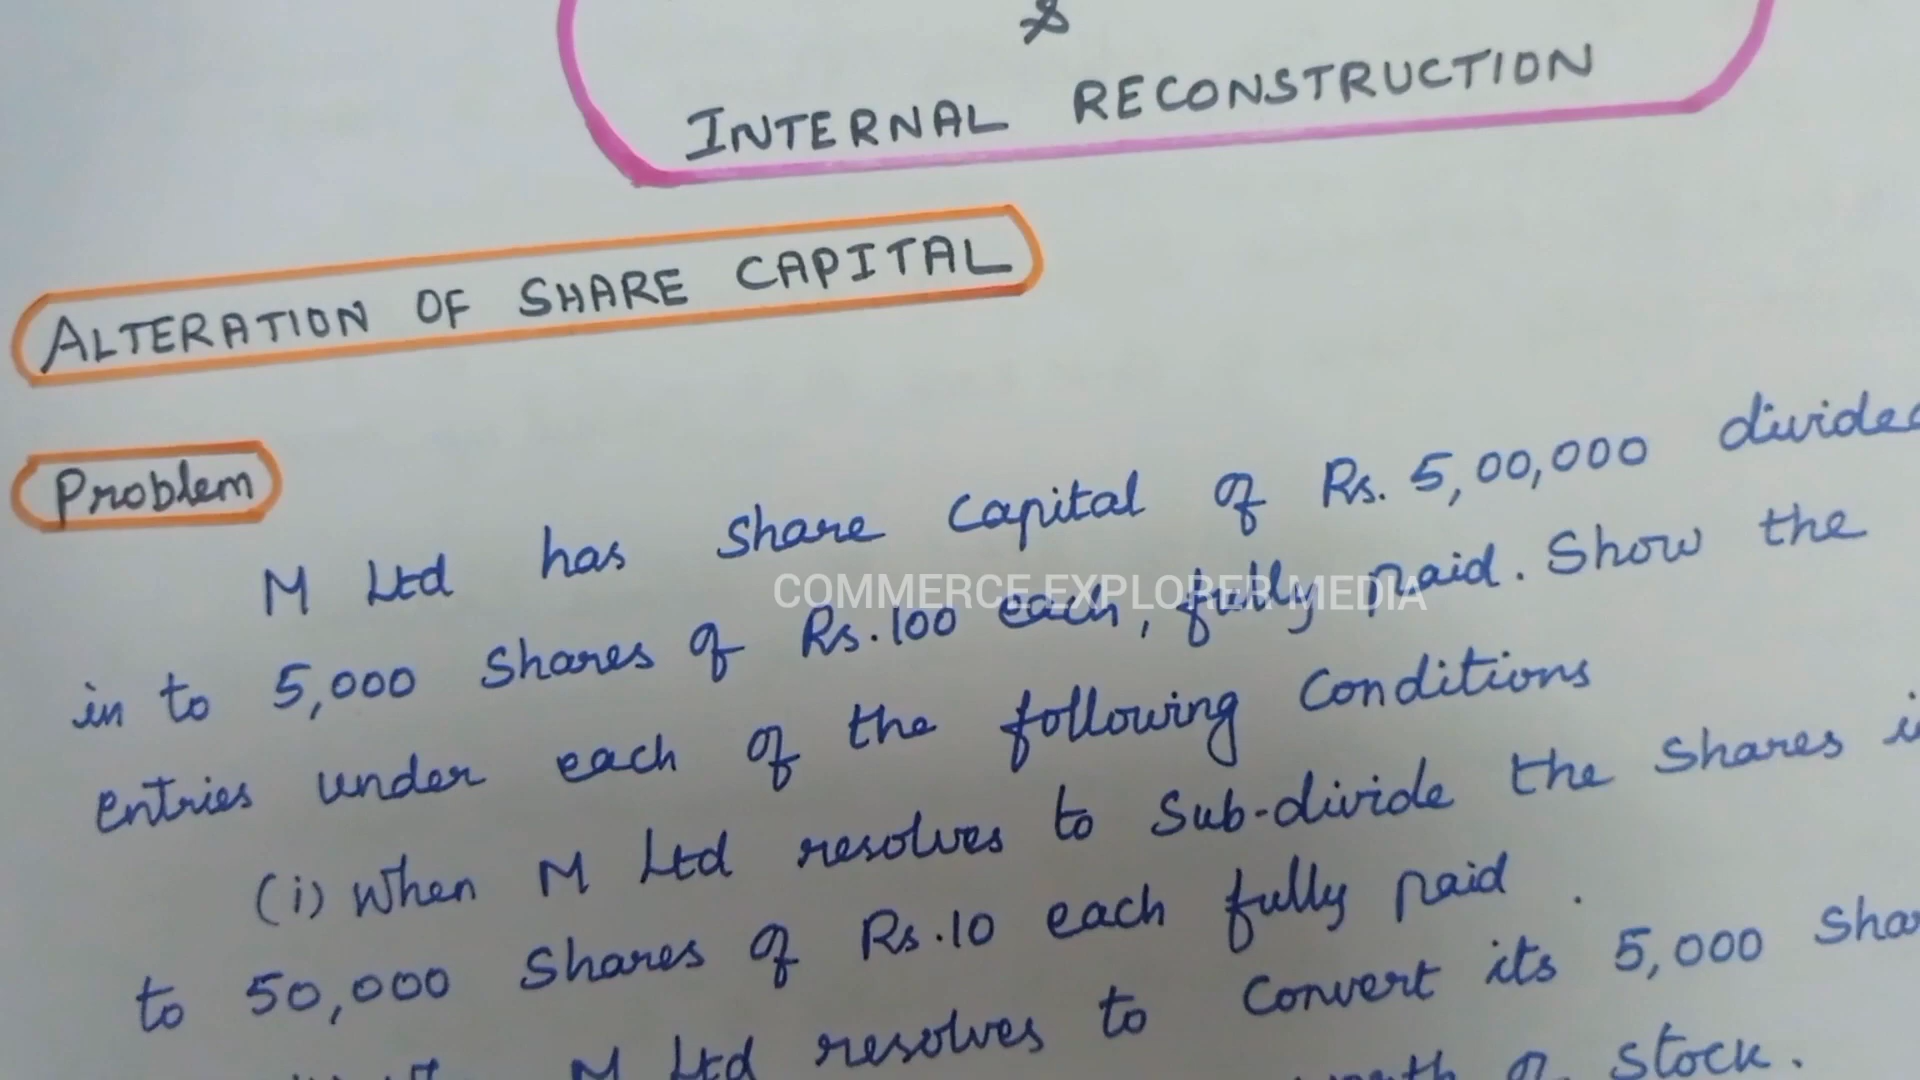 &
INTERNAL RECONSTRUCTION
ALTERATION OF SHARE CAPITAL
Problem
M Ltd has Share Capital of Rs. 5,00,000 divided
in to 5,000 Shares of Rs.100 each, fully paid. Show the
COMMERCE EXPLORER MEDIA
entries under each of the following Conditions
(i) When M Ltd resolves to Sub-divide the Shares
to 50,000 Shares of Rs.10 each fully paid.
M Ltd resolves to Convert its 5,000
of Stock.